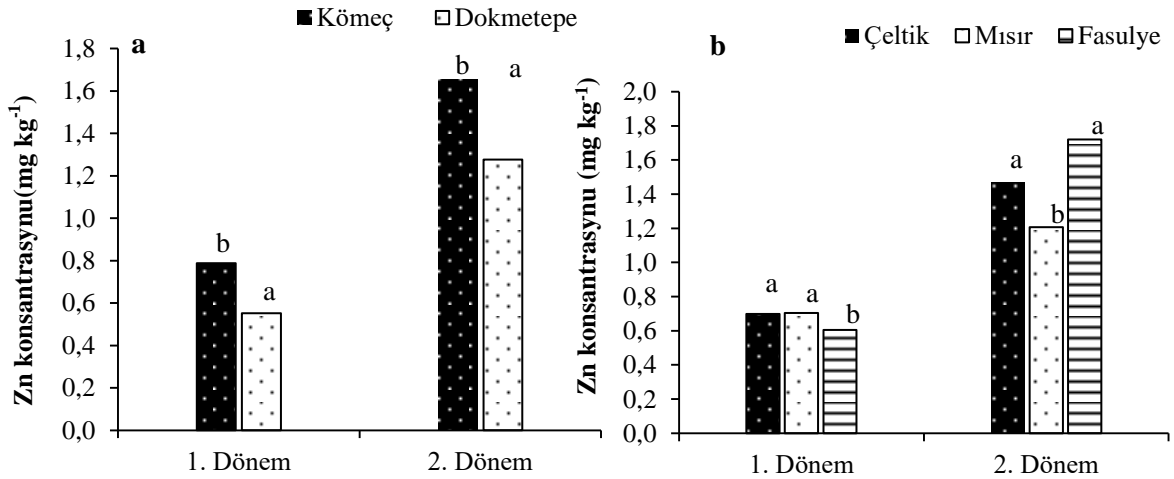 Kömeç Dokmetepe
a
Zn konsantrasynu(mg kg-1)
1,8
1,6
1,4
1,2
1,0
0,8
0,6
0,4
0,2
0,0
b
a
b
a
1. Dönem
2. Dönem
b
Çeltik Mısır Fasulye
Zn konsantrasynu (mg kg-1)
2,0
1,8
1,6
1,4
1,2
1,0
0,8
0,6
0,4
0,2
0,0
a
a
b
a
b
a
1. Dönem
2. Dönem